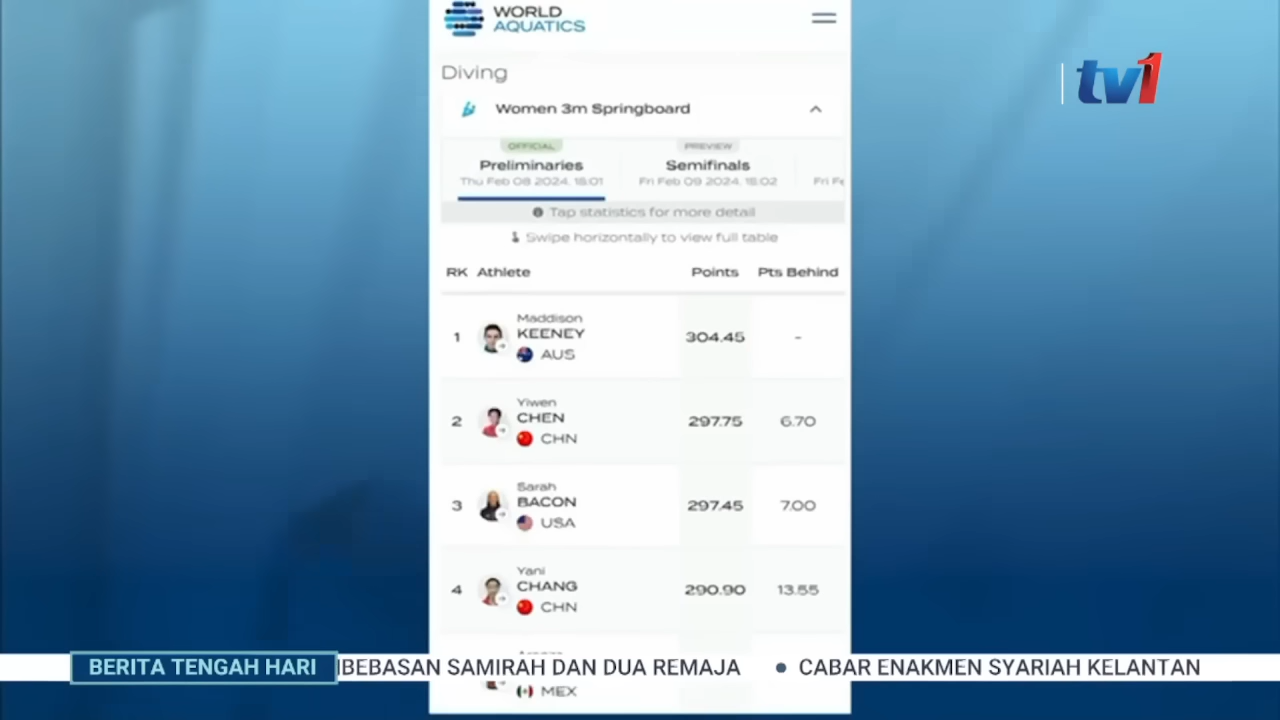 WORLD
AQUATICS
tv1
Diving
Women 3m Springboard
OFFICIAL
PREVIEW
Preliminaries
Semifinals
Thu Feb 08 2024, 18:01
Fri Feb 09 2024, 18:02
Fri Fe
Tap statistics for more detail
Swipe horizontally to view full table
RK Athlete Points Pts Behind
Maddison
1 KEENEY 304.45 -
AUS
Yiwen
2 CHEN 297.75 6.70
CHN
Sarah
3 BACON 297.45 7.00
USA
Yani
4 CHANG 290.90 13.55
CHN
BERITA TENGAH HARI
BEBASAN SAMIRAH DAN DUA REMAJA • CABAR ENAKMEN SYARIAH KELANTAN
MEX